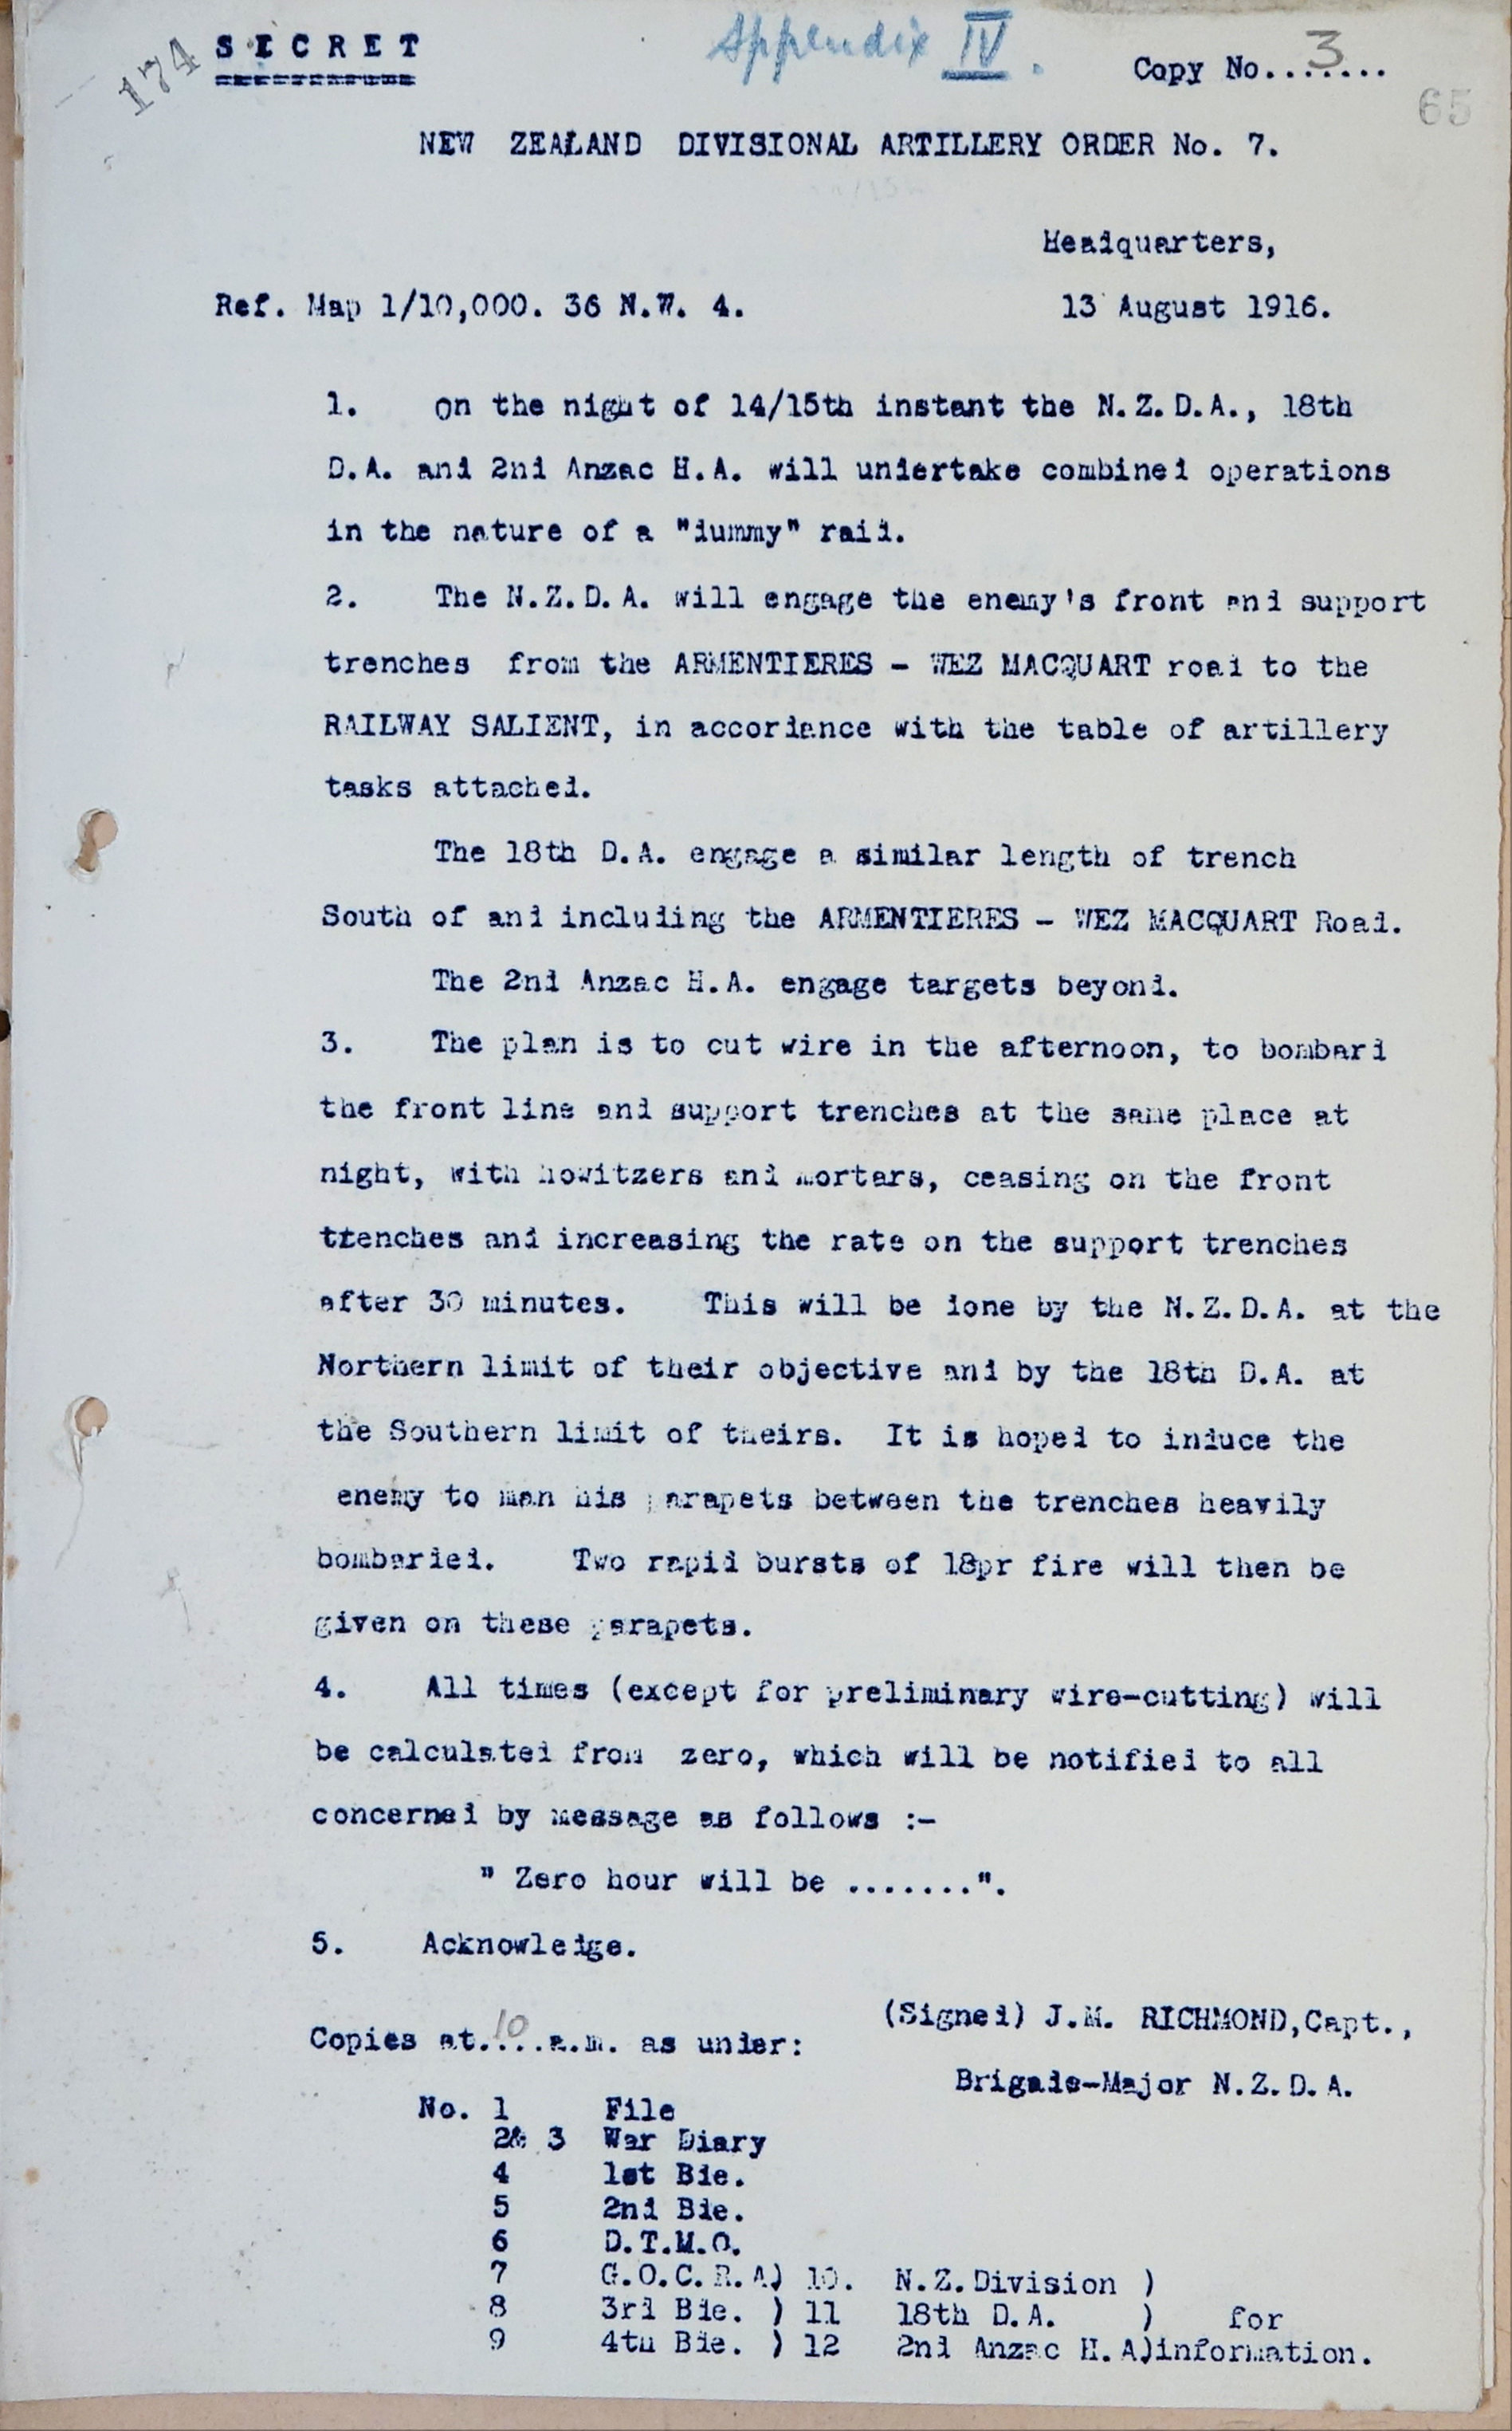 174
SECRET
Appendix IV.
Copy No. 3
65
NEW ZEALAND DIVISIONAL ARTILLERY ORDER No. 7.
Headquarters,
Ref. Map 1/10,000. 36 N.W. 4.
13 August 1916.
1. On the night of 14/15th instant the N.Z.D.A., 18th
D.A. and 2nd Anzac H.A. will undertake combined operations
in the nature of a "dummy" raid.
2. The N.Z.D.A. will engage the enemy's front and support
trenches from the ARMENTIERES - WEZ MACQUART road to the
RAILWAY SALIENT, in accordance with the table of artillery
tasks attached.
The 18th D.A. engage a similar length of trench
South of and including the ARMENTIERES - WEZ MACQUART Road.
The 2nd Anzac H.A. engage targets beyond.
3. The plan is to cut wire in the afternoon, to bombard
the front line and support trenches at the same place at
night, with howitzers and mortars, ceasing on the front
ttenches and increasing the rate on the support trenches
after 30 minutes. This will be done by the N.Z.D.A. at the
Northern limit of their objective and by the 18th D.A. at
the Southern limit of theirs. It is hoped to induce the
enemy to man his parapets between the trenches heavily
bombarded. Two rapid bursts of 18pr fire will then be
given on these parapets.
4. All times (except for preliminary wire-cutting) will
be calculated from zero, which will be notified to all
concerned by message as follows :-
" Zero hour will be .......".
5. Acknowledge.
(Signed) J.M. RICHMOND,Capt.,
Copies at.10.a.m. as under:
Brigade-Major N.Z.D.A.
No. 1 File
2& 3 War Diary
4 1st Bde.
5 2nd Bde.
6 D.T.M.O.
7 G.O.C.R.A) 10. N.Z.Division )
8 3rd Bde. ) 11 18th D.A. ) for
9 4th Bde. ) 12 2nd Anzac H.A)information.